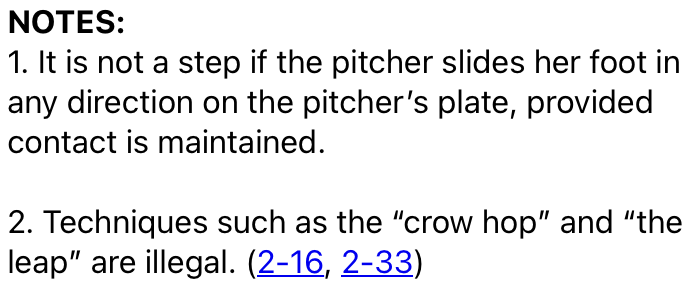 NOTES:
1. It is not a step if the pitcher slides her foot in
any direction on the pitcher’s plate, provided
contact is maintained.
2. Techniques such as the “crow hop” and “the
leap” are illegal. (2-16, 2-33)